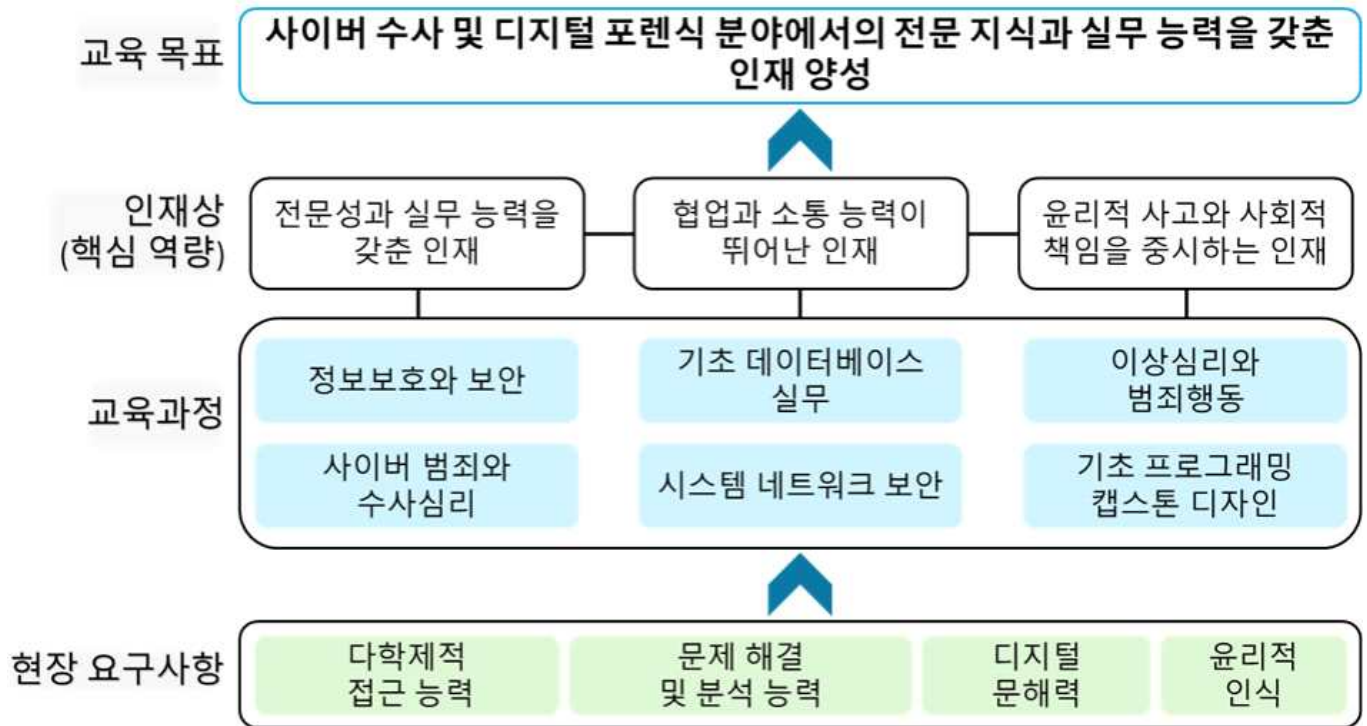 교육 목표
사이버 수사 및 디지털 포렌식 분야에서의 전문 지식과 실무 능력을 갖춘
인재 양성
인재상
(핵심 역량)
전문성과 실무 능력을
갖춘 인재
협업과 소통 능력이
뛰어난 인재
윤리적 사고와 사회적
책임을 중시하는 인재
교육과정
정보보호와 보안
기초 데이터베이스
실무
이상심리와
범죄행동
사이버 범죄와
수사심리
시스템 네트워크 보안
기초 프로그래밍
캡스톤 디자인
현장 요구사항
다학제적
접근 능력
문제 해결
및 분석 능력
디지털
문해력
윤리적
인식